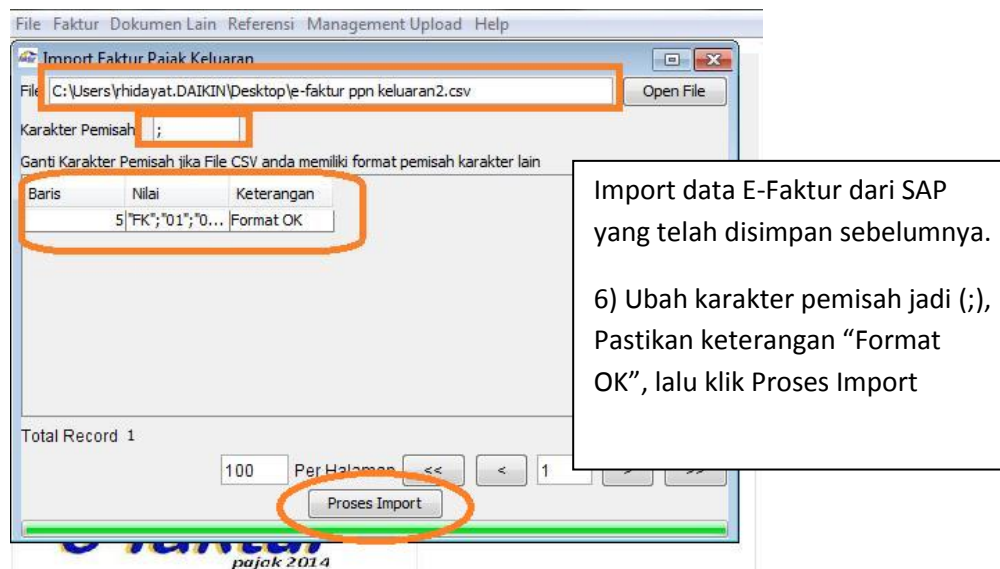 File Faktur Dokumen Lain Referensi Management Upload Help
Import Faktur Pajak Keluaran
File C:\Users\rhidayat.DAIKIN\Desktop\e-faktur ppn keluaran2.csv Open File
Karakter Pemisah ;
Ganti Karakter Pemisah jika File CSV anda memiliki format pemisah karakter lain
Baris Nilai Keterangan
5 "FK";"01";"0... Format OK
Import data E-Faktur dari SAP
yang telah disimpan sebelumnya.
6) Ubah karakter pemisah jadi (;),
Pastikan keterangan “Format
OK”, lalu klik Proses Import
Total Record 1
100 Per Halaman << < 1 > >>
Proses Import
pajak 2014